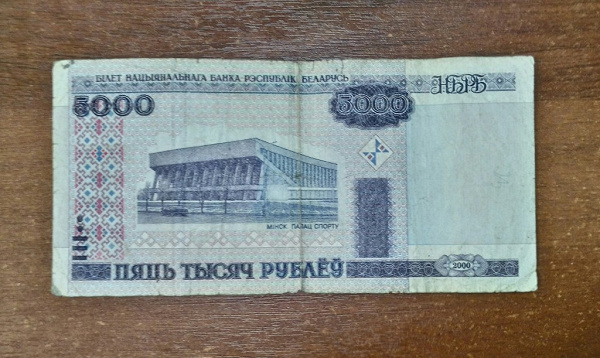 БІЛЕТ НАЦЫЯНАЛЬНАГА БАНКА РЭСПУБЛІКІ БЕЛАРУСЬ
НБРБ
5000
5000
МІНСК. ПАЛАЦ СПОРТУ
2000
ПЯЦЬ ТЫСЯЧ РУБЛЁЎ